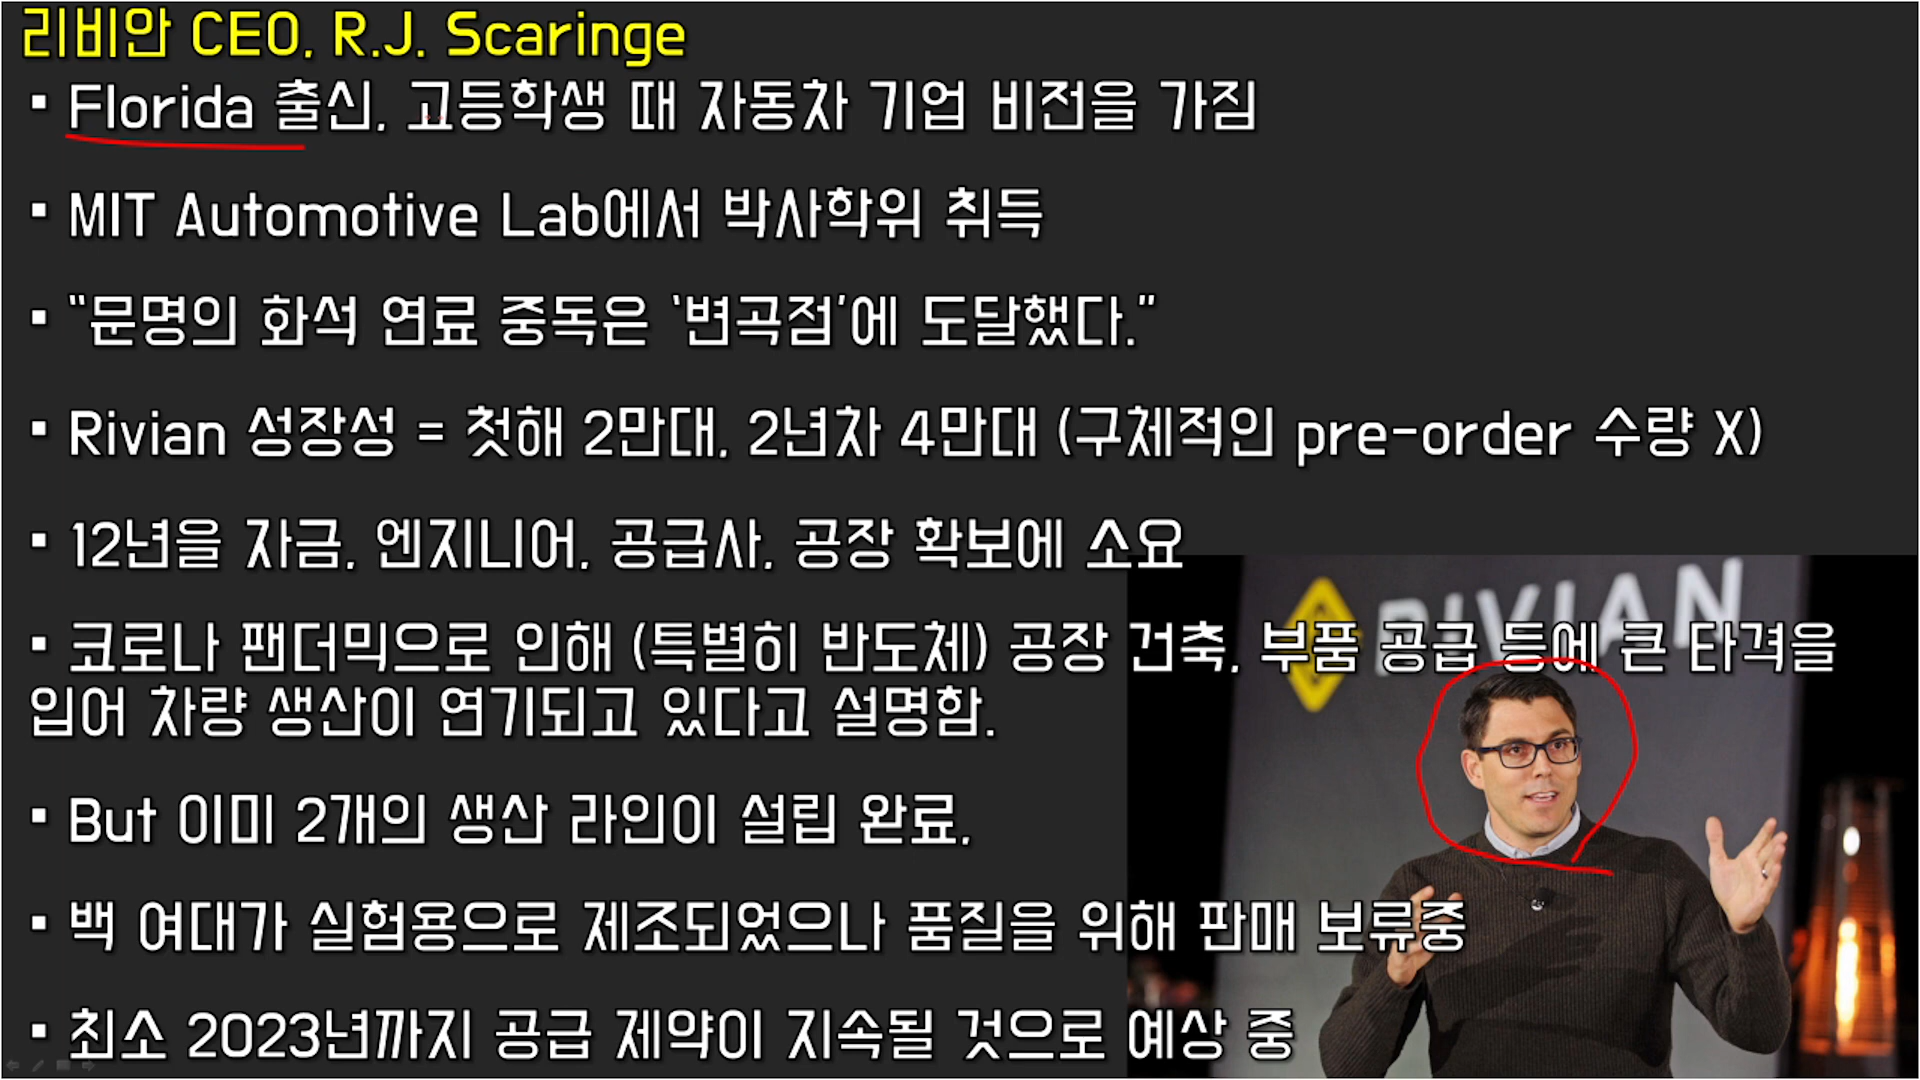 리비안 CEO, R.J. Scaringe
▪ Florida 출신, 고등학생 때 자동차 기업 비전을 가짐
▪ MIT Automotive Lab에서 박사학위 취득
▪ "문명의 화석 연료 중독은 '변곡점'에 도달했다."
▪ Rivian 성장성 = 첫해 2만대, 2년차 4만대 (구체적인 pre-order 수량 X)
▪ 12년을 자금, 엔지니어, 공급사, 공장 확보에 소요
RIVIAN
▪ 코로나 팬더믹으로 인해 (특별히 반도체) 공장 건축, 부품 공급 등에 큰 타격을
입어 차량 생산이 연기되고 있다고 설명함.
▪ But 이미 2개의 생산 라인이 설립 완료,
▪ 백 여대가 실험용으로 제조되었으나 품질을 위해 판매 보류중
▪ 최소 2023년까지 공급 제약이 지속될 것으로 예상 중